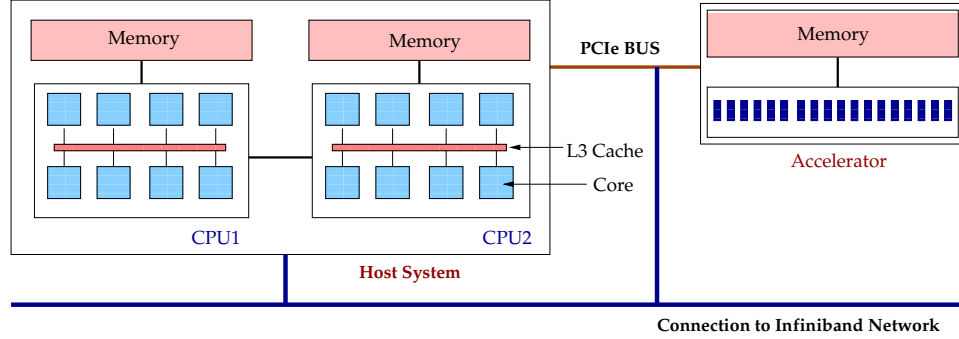 Memory
Memory
PCIe BUS
Memory
L3 Cache
Core
Accelerator
CPU1
CPU2
Host System
Connection to Infiniband Network